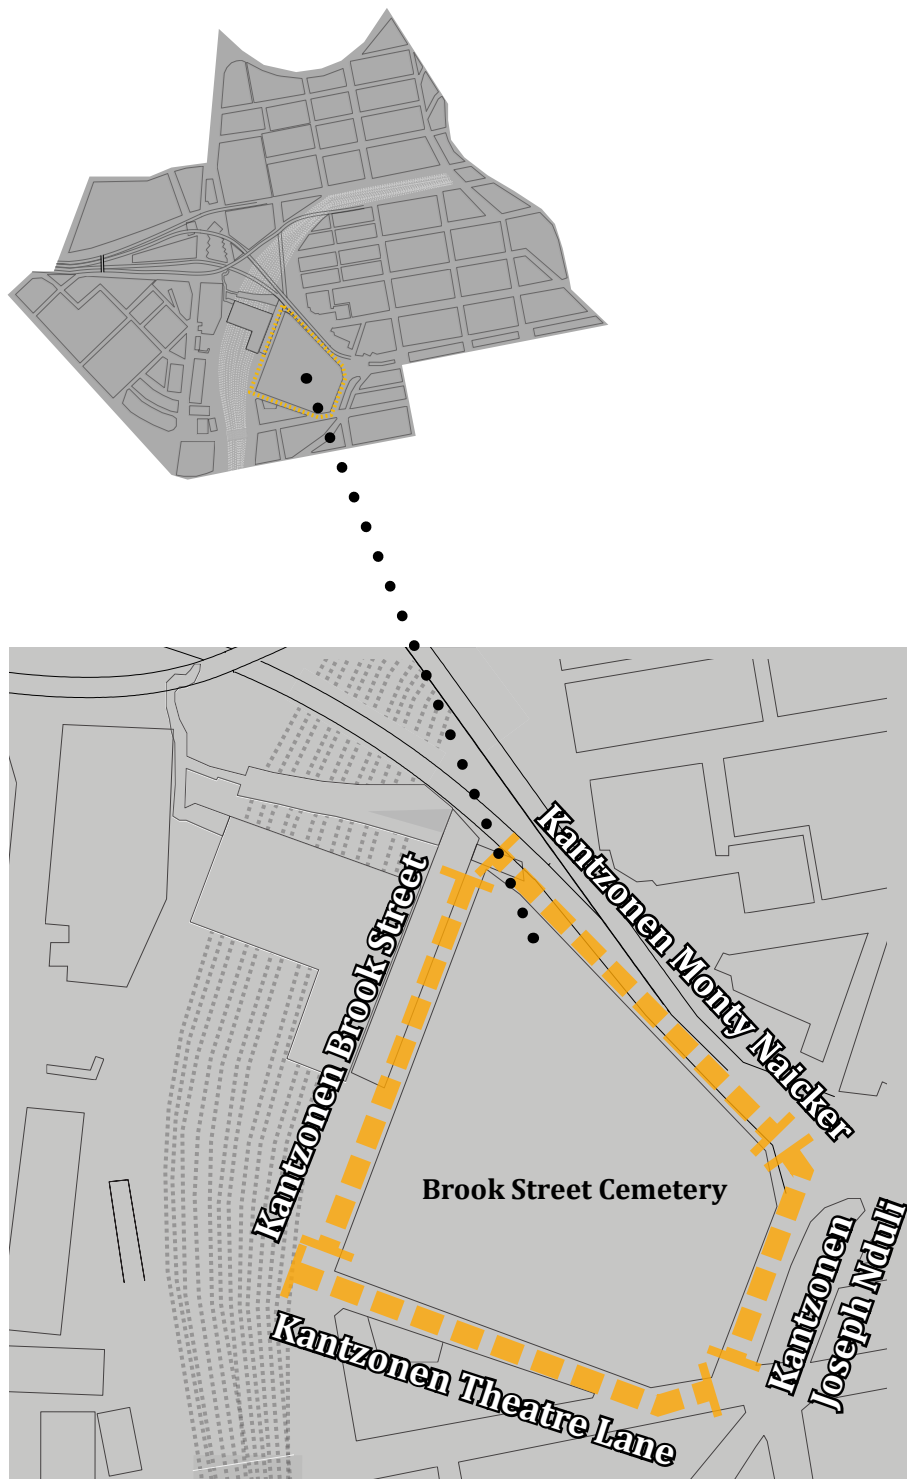 Kantzonen Monty Naicker
Kantzonen Brook Street
Brook Street Cemetery
Kantzonen
Joseph Nduli
Kantzonen Theatre Lane